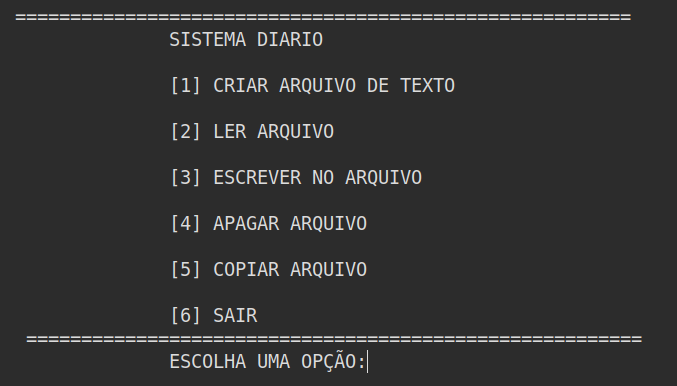 ========================================================
SISTEMA DIARIO
[1] CRIAR ARQUIVO DE TEXTO
[2] LER ARQUIVO
[3] ESCREVER NO ARQUIVO
[4] APAGAR ARQUIVO
[5] COPIAR ARQUIVO
[6] SAIR
========================================================
ESCOLHA UMA OPÇÃO: